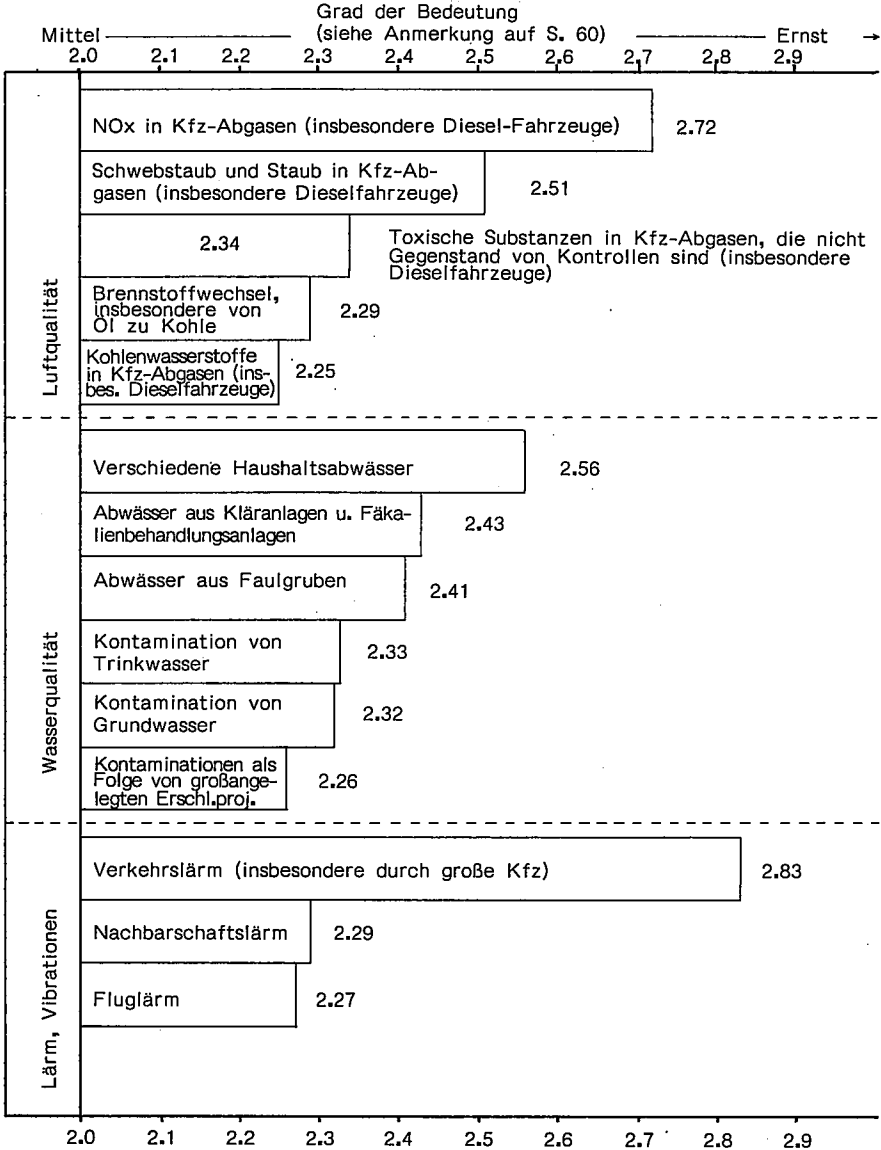 Grad der Bedeutung
Mittel (siehe Anmerkung auf S. 60) Ernst
2.0 2.1 2.2 2.3 2.4 2.5 2.6 2.7 2.8 2.9
Luftqualität
NOx in Kfz-Abgasen (insbesondere Diesel-Fahrzeuge) 2.72
Schwebstaub und Staub in Kfz-Ab-
gasen (insbesondere Dieselfahrzeuge) 2.51
2.34 Toxische Substanzen in Kfz-Abgasen, die nicht
Gegenstand von Kontrollen sind (insbesondere
Dieselfahrzeuge)
Brennstoffwechsel,
insbesondere von
Öl zu Kohle 2.29
Kohlenwasserstoffe
in Kfz-Abgasen (ins-
bes. Dieselfahrzeuge) 2.25
Wasserqualität
Verschiedene Haushaltsabwässer 2.56
Abwässer aus Kläranlagen u. Fäka-
lienbehandlungsanlagen 2.43
Abwässer aus Faulgruben 2.41
Kontamination von
Trinkwasser 2.33
Kontamination von
Grundwasser 2.32
Kontaminationen als
Folge von großange-
legten Erschl.proj. 2.26
Lärm, Vibrationen
Verkehrslärm (insbesondere durch große Kfz) 2.83
Nachbarschaftslärm 2.29
Fluglärm 2.27
2.0 2.1 2.2 2.3 2.4 2.5 2.6 2.7 2.8 2.9